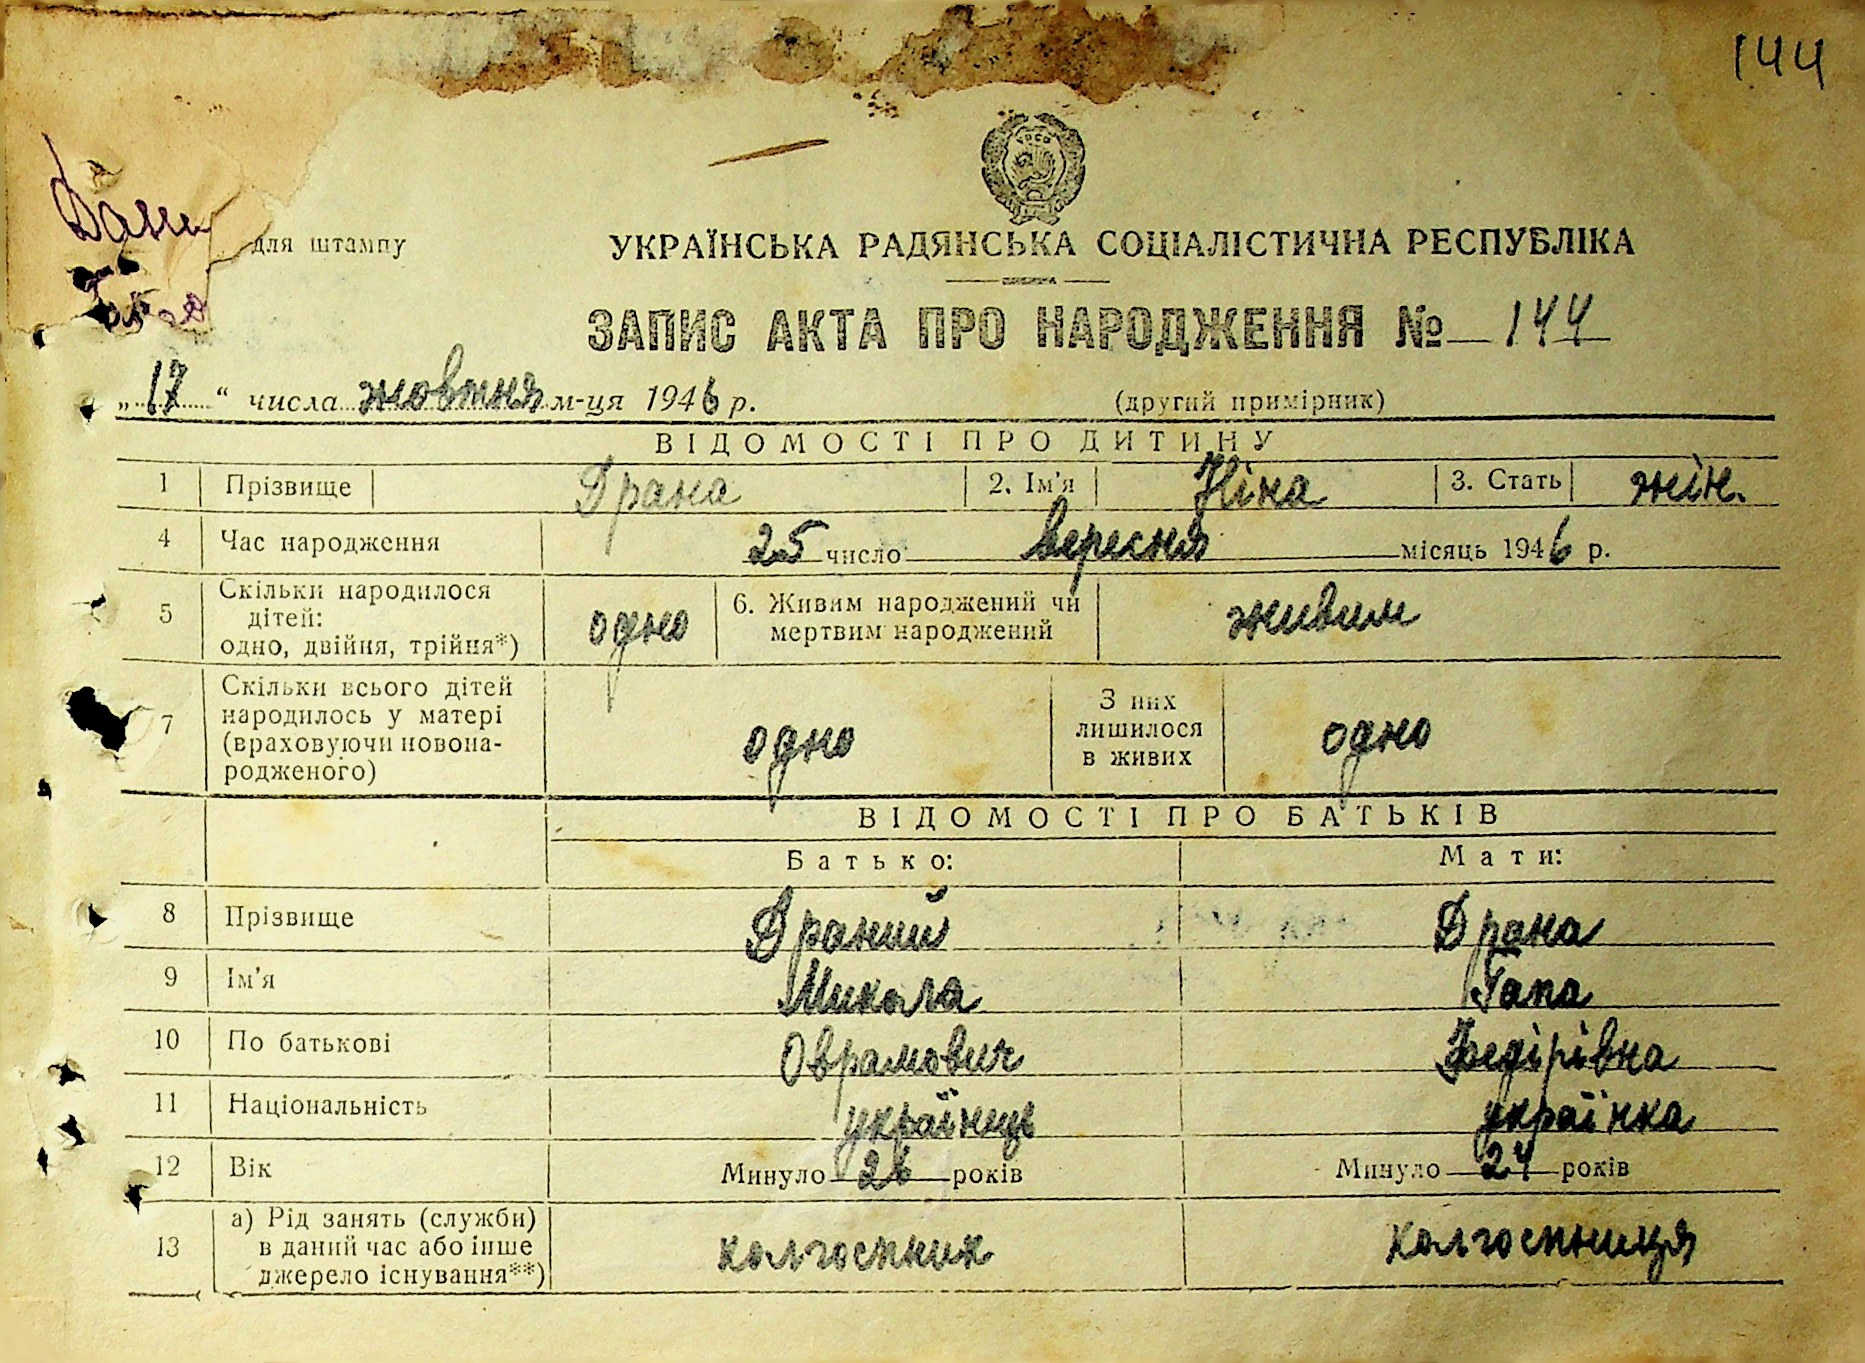 144
для штампу
УКРАЇНСЬКА РАДЯНСЬКА СОЦІАЛІСТИЧНА РЕСПУБЛІКА
ЗАПИС АКТА ПРО НАРОДЖЕННЯ № 144
„17“ числа жовтня м-ця 1946 р. (другий примірник)
ВІДОМОСТІ ПРО ДИТИНУ
1 Прізвище Драна 2. Ім'я Ніна 3. Стать жін.
4 Час народження 25 число вересня місяць 1946 р.
5 Скільки народилося дітей: одно, двійня, трійня*) одно 6. Живим народжений чи мертвим народжений живим
7 Скільки всього дітей народилось у матері (враховуючи новонародженого) одно З них лишилося в живих одно
ВІДОМОСТІ ПРО БАТЬКІВ
Батько: Мати:
8 Прізвище Драний Драна
9 Ім'я Микола Гапа
10 По батькові Оврамович Федірівна
11 Національність українець українка
12 Вік Минуло 26 років Минуло 24 років
13 а) Рід занять (служби) в даний час або інше джерело існування**) колгоспник колгоспниця